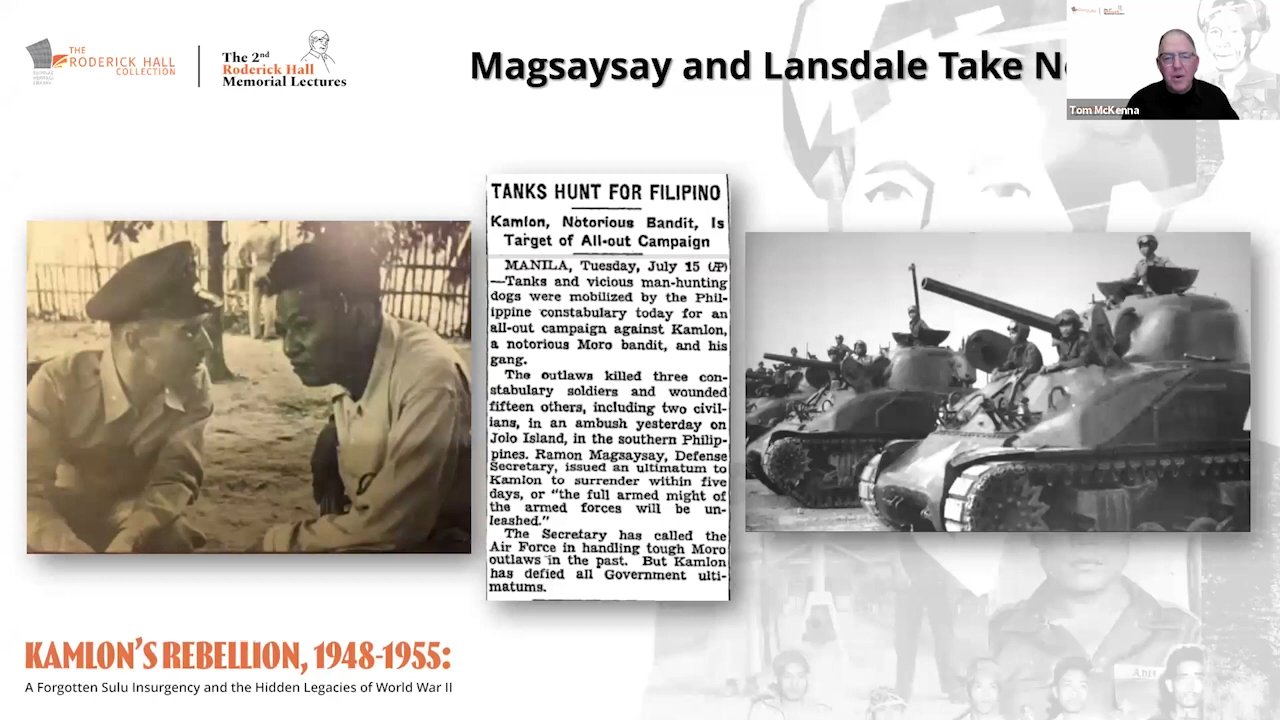 THE
RODERICK HALL
COLLECTION
The 2nd
Roderick Hall
Memorial Lectures
Magsaysay and Lansdale Take No
Tom McKenna
TANKS HUNT FOR FILIPINO
Kamlon, Notorious Bandit, Is
Target of All-out Campaign
MANILA, Tuesday, July 15 (AP)
—Tanks and vicious man-hunting
dogs were mobilized by the Phil-
ippine constabulary today for an
all-out campaign against Kamlon,
a notorious Moro bandit, and his
gang.
The outlaws killed three con-
stabulary soldiers and wounded
fifteen others, including two civil-
ians, in an ambush yesterday on
Jolo Island, in the southern Philip-
pines. Ramon Magsaysay, Defense
Secretary, issued an ultimatum to
Kamlon to surrender within five
days, or "the full armed might of
the armed forces will be un-
leashed."
The Secretary has called the
Air Force in handling tough Moro
outlaws in the past. But Kamlon
has defied all Government ulti-
matums.
KAMLON'S REBELLION, 1948-1955:
A Forgotten Sulu Insurgency and the Hidden Legacies of World War II